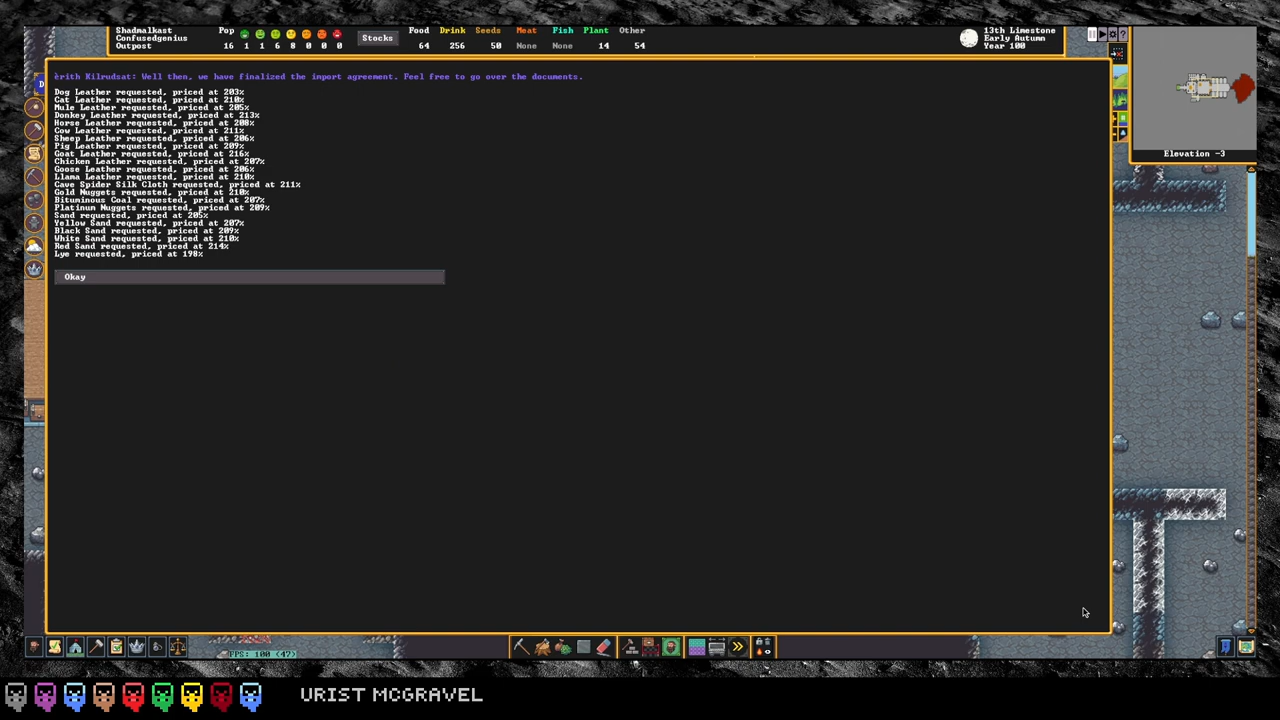 Shadmalkast
Confusedgenius
Outpost
Pop
16 1 1 6 8 0 0 0
Stocks
Food Drink Seeds Meat Fish Plant Other
64 256 50 None None 14 54
13th Limestone
Early Autumn
Year 100
Elevation -3
èrith Kilrudsat: Well then, we have finalized the import agreement. Feel free to go over the documents.
Dog Leather requested, priced at 203%
Cat Leather requested, priced at 210%
Mule Leather requested, priced at 205%
Donkey Leather requested, priced at 213%
Horse Leather requested, priced at 208%
Cow Leather requested, priced at 211%
Sheep Leather requested, priced at 206%
Pig Leather requested, priced at 209%
Goat Leather requested, priced at 216%
Chicken Leather requested, priced at 207%
Goose Leather requested, priced at 206%
Llama Leather requested, priced at 210%
Cave Spider Silk Cloth requested, priced at 211%
Gold Nuggets requested, priced at 210%
Bituminous Coal requested, priced at 207%
Platinum Nuggets requested, priced at 209%
Sand requested, priced at 205%
Yellow Sand requested, priced at 207%
Black Sand requested, priced at 209%
White Sand requested, priced at 210%
Red Sand requested, priced at 214%
Lye requested, priced at 198%
Okay
FPS: 100 (47)
URIST MCGRAVEL